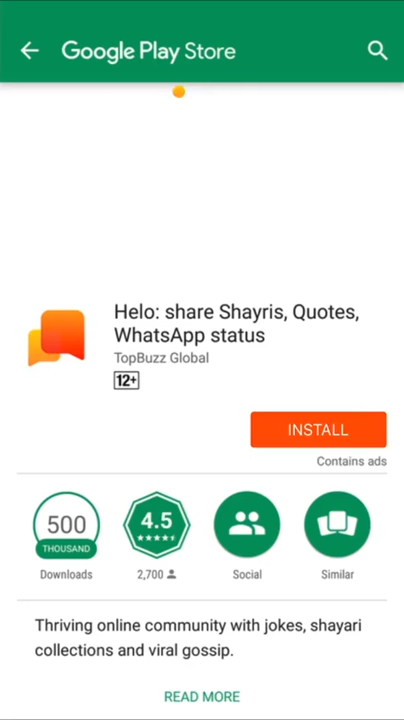 Google Play Store
Helo: share Shayris, Quotes,
WhatsApp status
TopBuzz Global
12+
INSTALL
Contains ads
500
THOUSAND
Downloads
4.5
2,700
Social
Similar
Thriving online community with jokes, shayari
collections and viral gossip.
READ MORE